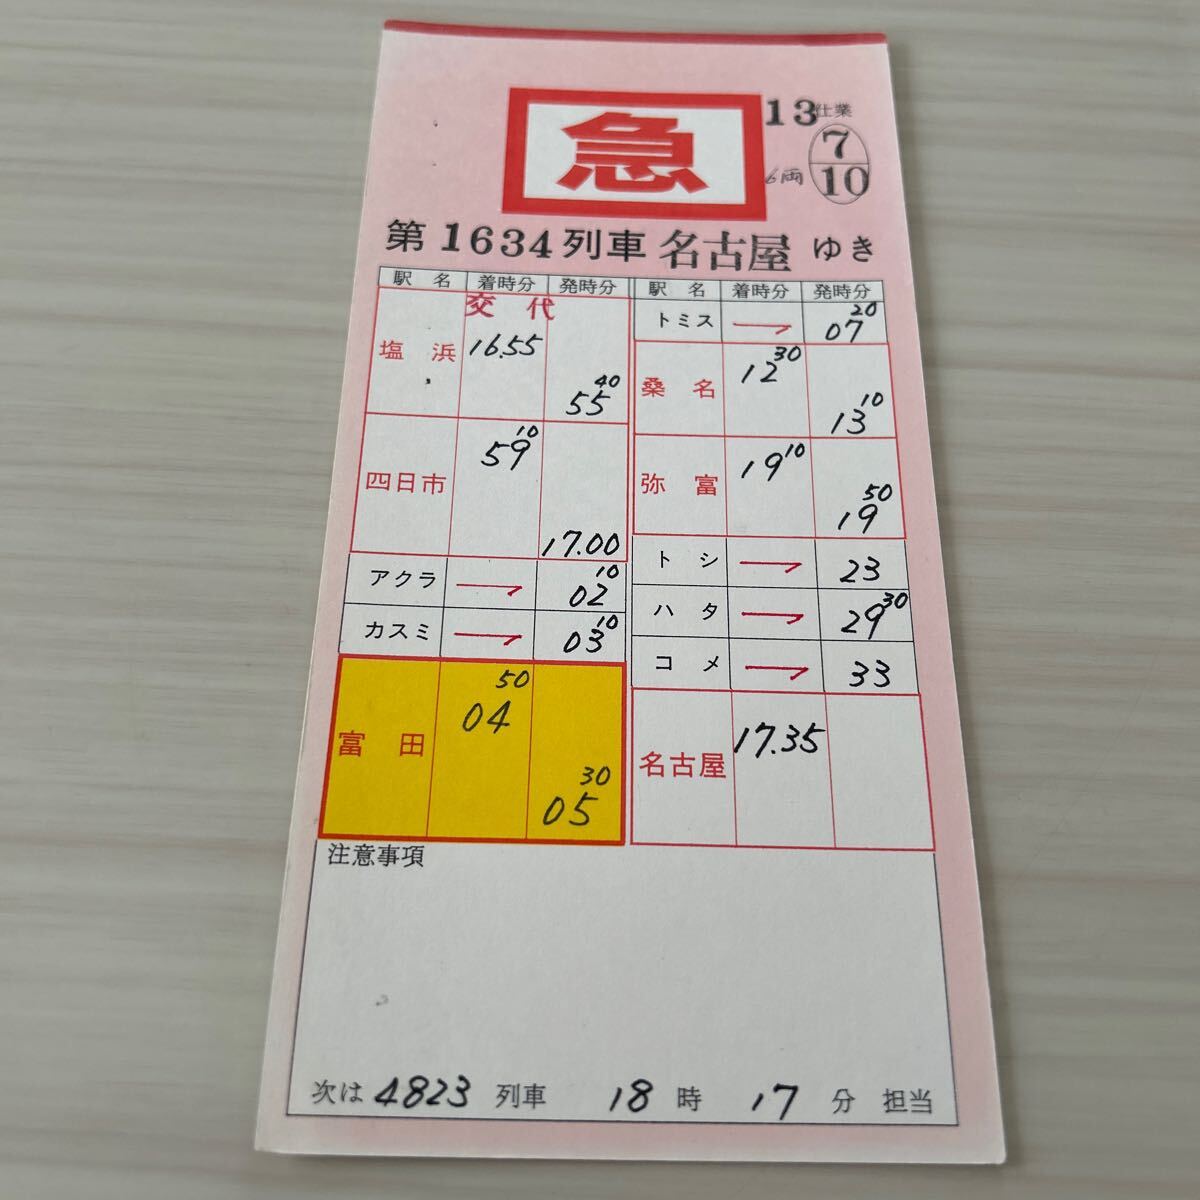 急
13仕業
7
6両
10
第1634列車 名古屋 ゆき
駅名 着時分 発時分
交代
塩浜 16.55
40
55
10
四日市 59
17.00
アクラ 10
02
カスミ 10
03
50
富田 04
30
05
駅名 着時分 発時分
トミス 20
07
30
桑名 12
10
13
弥富 19 10
50
19
トシ 23
ハタ 29 30
コメ 33
名古屋 17.35
注意事項
次は 4823 列車 18 時 17 分 担当